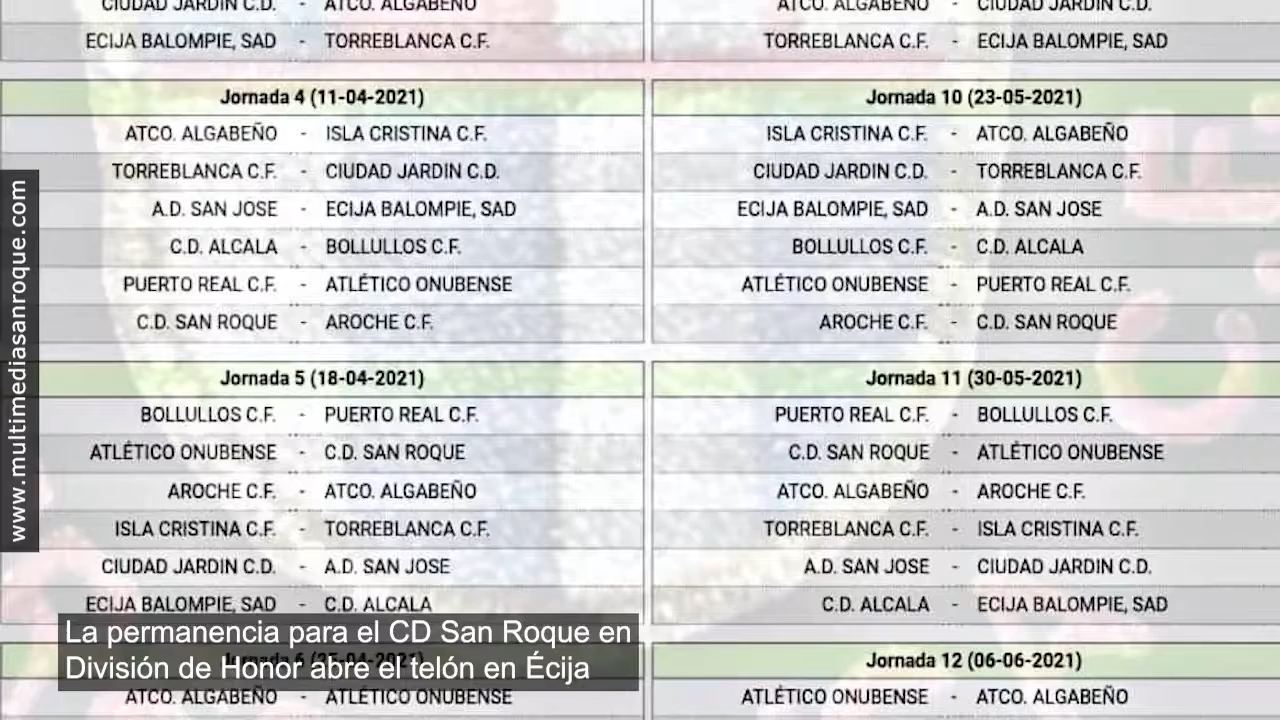 CIUDAD JARDIN C.D. - ATCO. ALGABEÑO
ECIJA BALOMPIE, SAD - TORREBLANCA C.F.
Jornada 4 (11-04-2021)
ATCO. ALGABEÑO - ISLA CRISTINA C.F.
TORREBLANCA C.F. - CIUDAD JARDIN C.D.
A.D. SAN JOSE - ECIJA BALOMPIE, SAD
C.D. ALCALA - BOLLULLOS C.F.
PUERTO REAL C.F. - ATLÉTICO ONUBENSE
C.D. SAN ROQUE - AROCHE C.F.
Jornada 5 (18-04-2021)
BOLLULLOS C.F. - PUERTO REAL C.F.
ATLÉTICO ONUBENSE - C.D. SAN ROQUE
AROCHE C.F. - ATCO. ALGABEÑO
ISLA CRISTINA C.F. - TORREBLANCA C.F.
CIUDAD JARDIN C.D. - A.D. SAN JOSE
ECIJA BALOMPIE, SAD - C.D. ALCALA
Jornada 6 (25-04-2021)
ATCO. ALGABEÑO - ATLÉTICO ONUBENSE
ATCO. ALGABEÑO - CIUDAD JARDIN C.D.
TORREBLANCA C.F. - ECIJA BALOMPIE, SAD
Jornada 10 (23-05-2021)
ISLA CRISTINA C.F. - ATCO. ALGABEÑO
CIUDAD JARDIN C.D. - TORREBLANCA C.F.
ECIJA BALOMPIE, SAD - A.D. SAN JOSE
BOLLULLOS C.F. - C.D. ALCALA
ATLÉTICO ONUBENSE - PUERTO REAL C.F.
AROCHE C.F. - C.D. SAN ROQUE
Jornada 11 (30-05-2021)
PUERTO REAL C.F. - BOLLULLOS C.F.
C.D. SAN ROQUE - ATLÉTICO ONUBENSE
ATCO. ALGABEÑO - AROCHE C.F.
TORREBLANCA C.F. - ISLA CRISTINA C.F.
A.D. SAN JOSE - CIUDAD JARDIN C.D.
C.D. ALCALA - ECIJA BALOMPIE, SAD
Jornada 12 (06-06-2021)
ATLÉTICO ONUBENSE - ATCO. ALGABEÑO
www.multimediasanroque.com
La permanencia para el CD San Roque en
División de Honor abre el telón en Écija